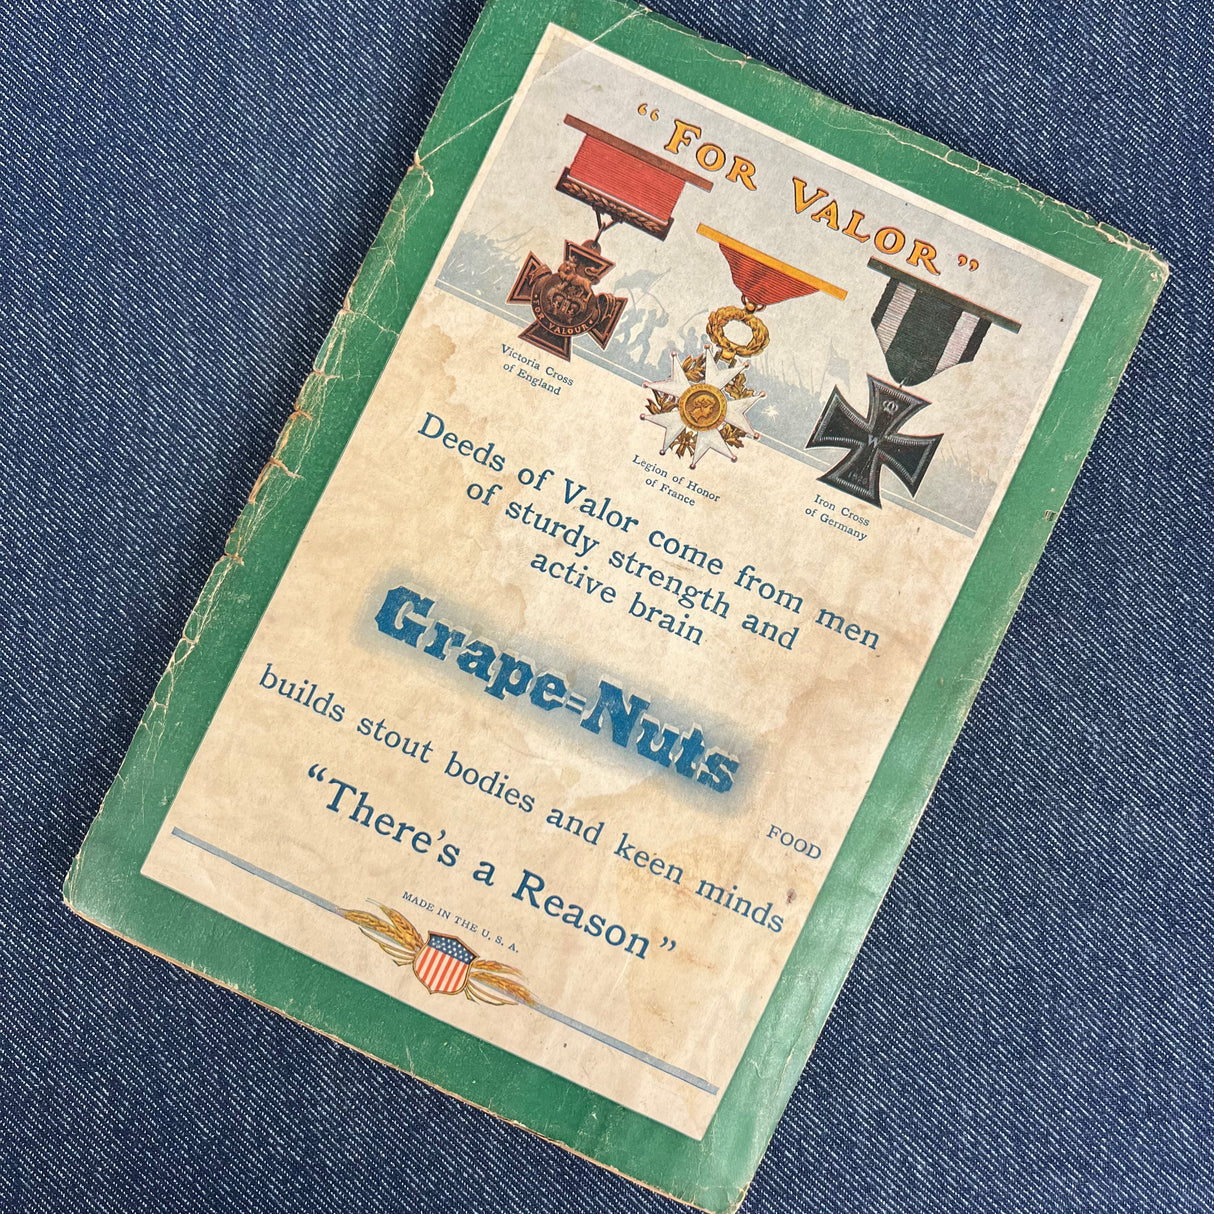 “FOR VALOR”
FOR VALOUR
Victoria Cross
of England
Legion of Honor
of France
W
Iron Cross
of Germany
Deeds of Valor come from men
of sturdy strength and
active brain
Grape=Nuts
FOOD
builds stout bodies and keen minds
“There's a Reason”
MADE IN THE U. S. A.